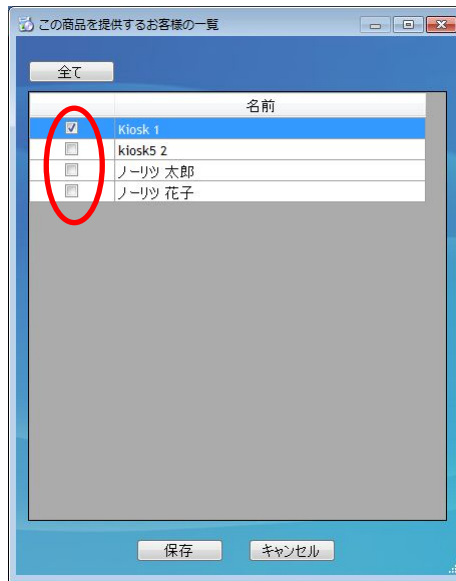 この商品を提供するお客様の一覧
全て
名前
Kiosk 1
kiosk5 2
ノーリツ 太郎
ノーリツ 花子
保存 キャンセル